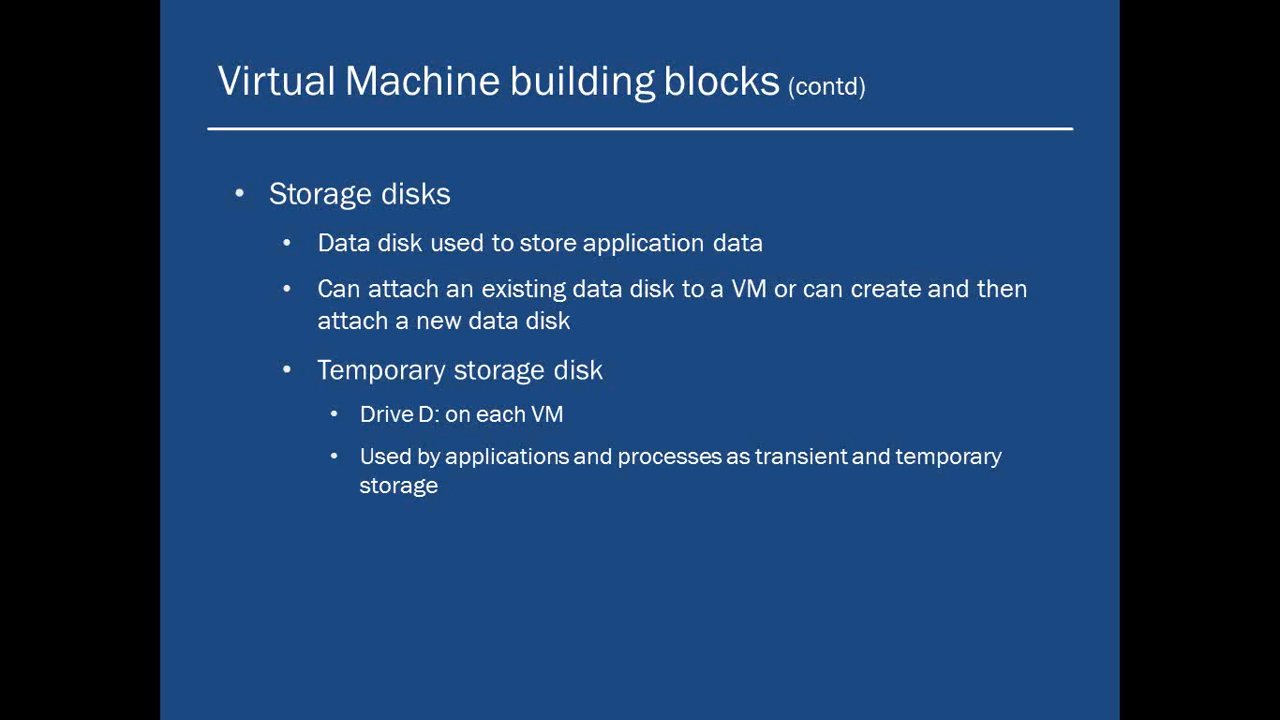 Virtual Machine building blocks (contd)
• Storage disks
• Data disk used to store application data
• Can attach an existing data disk to a VM or can create and then
attach a new data disk
• Temporary storage disk
• Drive D: on each VM
• Used by applications and processes as transient and temporary
storage